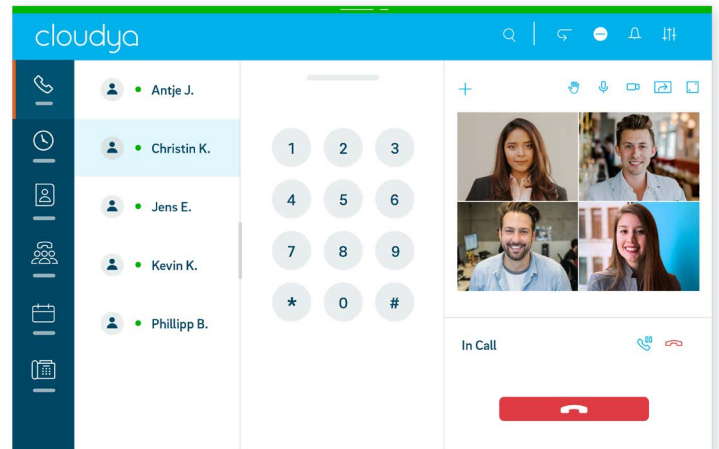 cloudya
Antje J.
Christin K.
Jens E.
Kevin K.
Phillipp B.
1 2 3
4 5 6
7 8 9
* 0 #
In Call